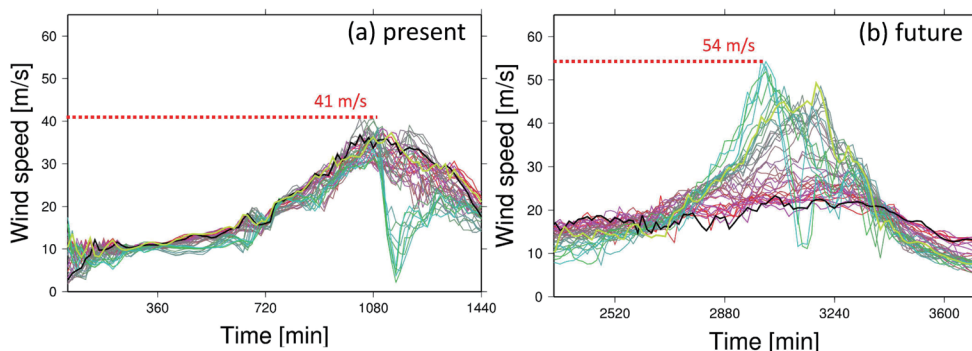 (a) present
41 m/s
Wind speed [m/s]
60
50
40
30
20
10
0
360
720
1080
1440
Time [min]
(b) future
54 m/s
Wind speed [m/s]
60
50
40
30
20
10
0
2520
2880
3240
3600
Time [min]